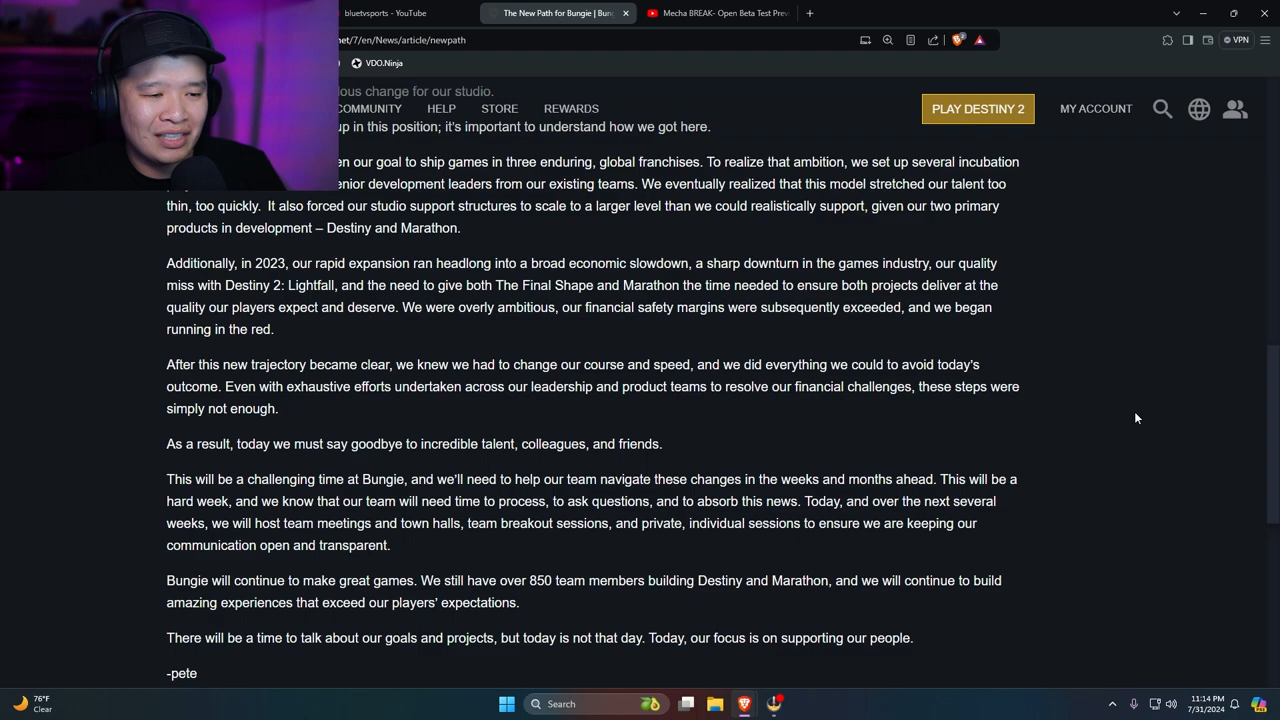 bluetvsports - YouTube
The New Path for Bungie | Bun
Mecha BREAK- Open Beta Test Prev
net/7/en/News/article/newpath
VPN
VDO.Ninja
ious change for our studio.
COMMUNITY
HELP
STORE
REWARDS
PLAY DESTINY 2
MY ACCOUNT
up in this position; it's important to understand how we got here.
en our goal to ship games in three enduring, global franchises. To realize that ambition, we set up several incubation
enior development leaders from our existing teams. We eventually realized that this model stretched our talent too
thin, too quickly. It also forced our studio support structures to scale to a larger level than we could realistically support, given our two primary
products in development – Destiny and Marathon.
Additionally, in 2023, our rapid expansion ran headlong into a broad economic slowdown, a sharp downturn in the games industry, our quality
miss with Destiny 2: Lightfall, and the need to give both The Final Shape and Marathon the time needed to ensure both projects deliver at the
quality our players expect and deserve. We were overly ambitious, our financial safety margins were subsequently exceeded, and we began
running in the red.
After this new trajectory became clear, we knew we had to change our course and speed, and we did everything we could to avoid today's
outcome. Even with exhaustive efforts undertaken across our leadership and product teams to resolve our financial challenges, these steps were
simply not enough.
As a result, today we must say goodbye to incredible talent, colleagues, and friends.
This will be a challenging time at Bungie, and we'll need to help our team navigate these changes in the weeks and months ahead. This will be a
hard week, and we know that our team will need time to process, to ask questions, and to absorb this news. Today, and over the next several
weeks, we will host team meetings and town halls, team breakout sessions, and private, individual sessions to ensure we are keeping our
communication open and transparent.
Bungie will continue to make great games. We still have over 850 team members building Destiny and Marathon, and we will continue to build
amazing experiences that exceed our players' expectations.
There will be a time to talk about our goals and projects, but today is not that day. Today, our focus is on supporting our people.
-pete
76°F
Clear
Search
11:14 PM
7/31/2024